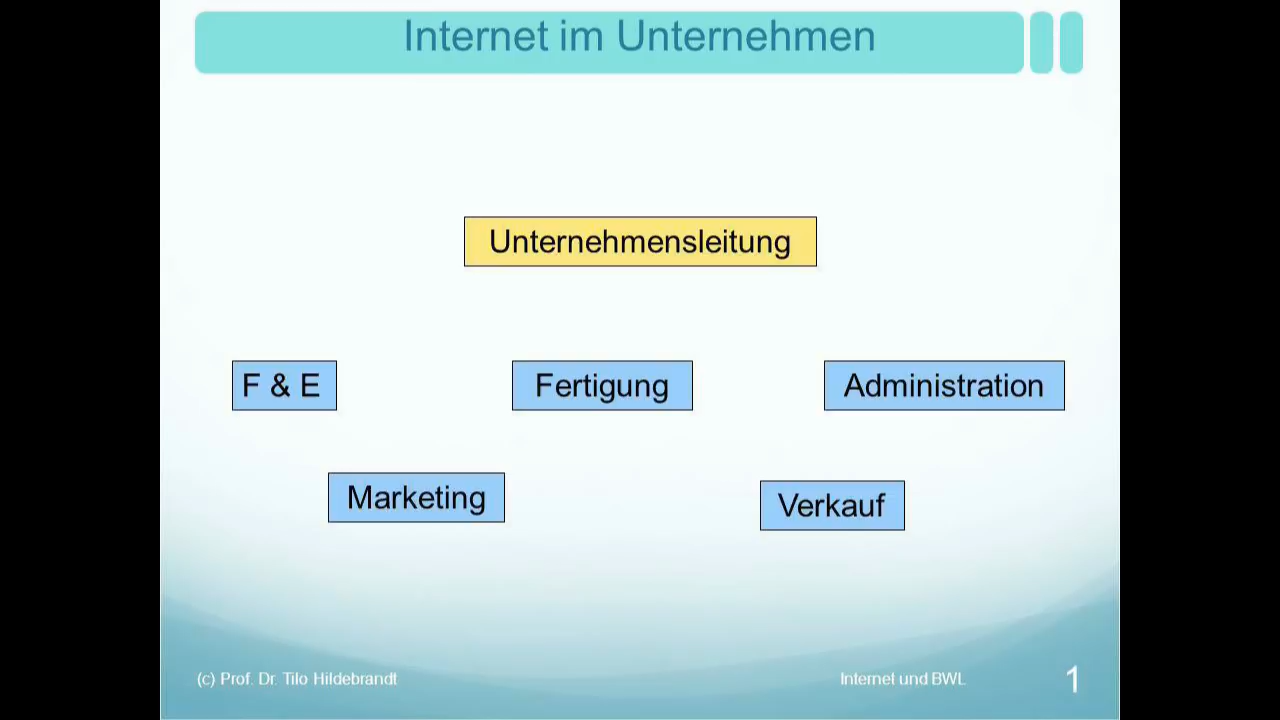 Internet im Unternehmen
Unternehmensleitung
F & E
Fertigung
Administration
Marketing
Verkauf
(c) Prof. Dr. Tilo Hildebrandt
Internet und BWL
1